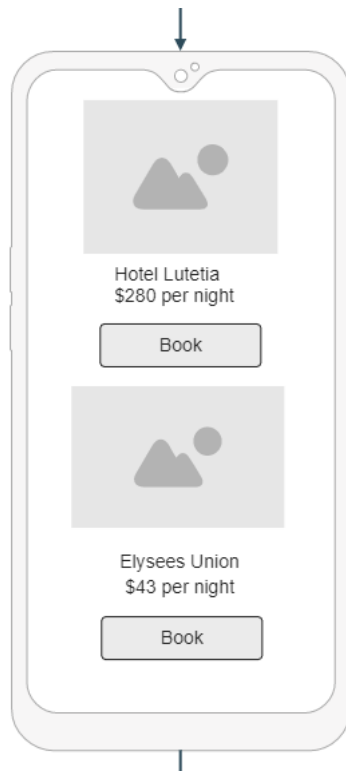 Hotel Lutetia
$280 per night
Book
Elysees Union
$43 per night
Book